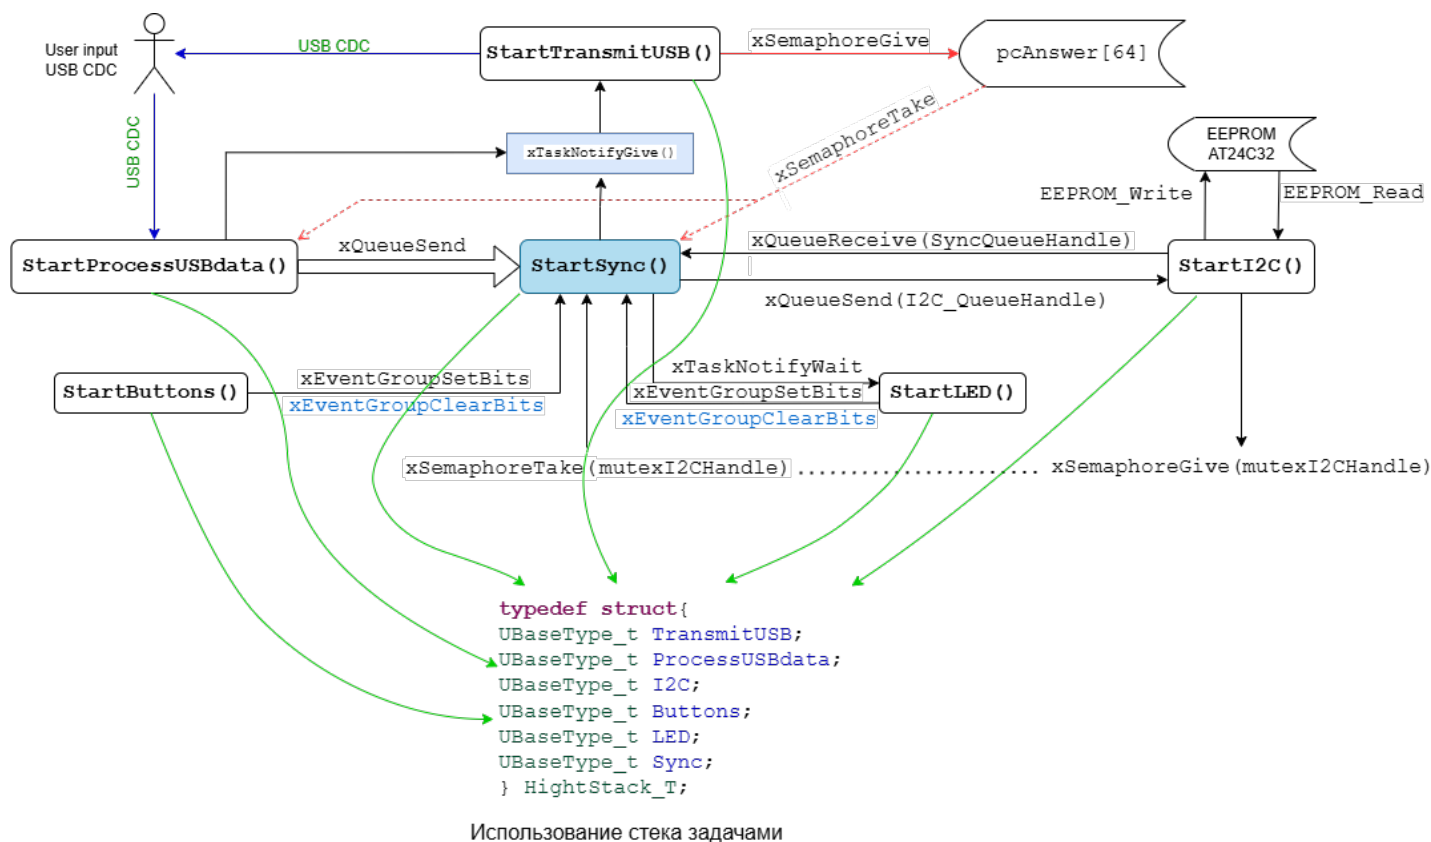 User input
USB CDC
USB CDC
StartTransmitUSB()
xSemaphoreGive
pcAnswer[64]
USB CDC
xTaskNotifyGive()
xSemaphoreTake
EEPROM
AT24C32
EEPROM_Write
EEPROM_Read
StartProcessUSBdata()
xQueueSend
StartSync()
xQueueReceive(SyncQueueHandle)
xQueueSend(I2C_QueueHandle)
StartI2C()
StartButtons()
xEventGroupSetBits
xEventGroupClearBits
xTaskNotifyWait
xEventGroupSetBits
xEventGroupClearBits
StartLED()
xSemaphoreTake(mutexI2CHandle) ...................... xSemaphoreGive(mutexI2CHandle)
typedef struct{
UBaseType_t TransmitUSB;
UBaseType_t ProcessUSBdata;
UBaseType_t I2C;
UBaseType_t Buttons;
UBaseType_t LED;
UBaseType_t Sync;
} HightStack_T;
Использование стека задачами